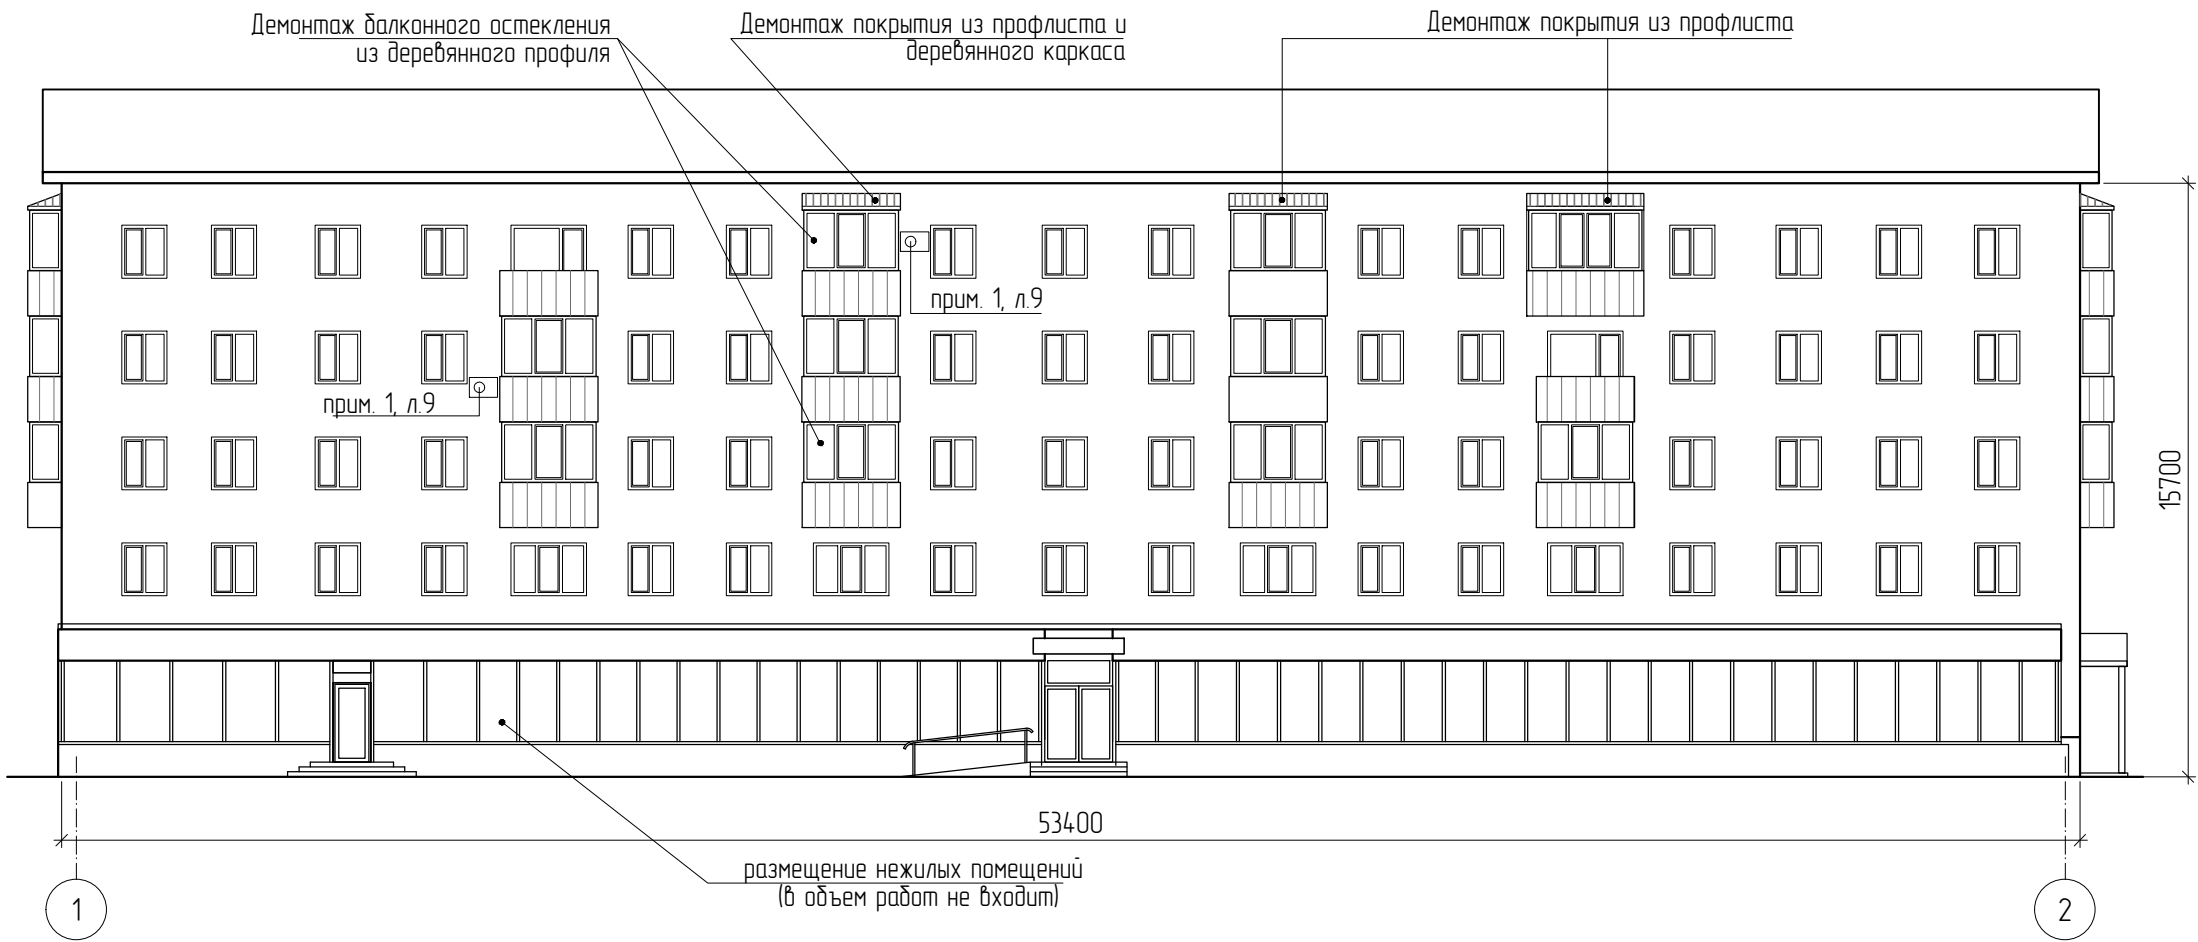 Демонтаж балконного остекления
из деревянного профиля
Демонтаж покрытия из профлиста и
деревянного каркаса
Демонтаж покрытия из профлиста
прим. 1, л.9
прим. 1, л.9
15700
53400
размещение нежилых помещений
(в объем работ не входит)
1
2